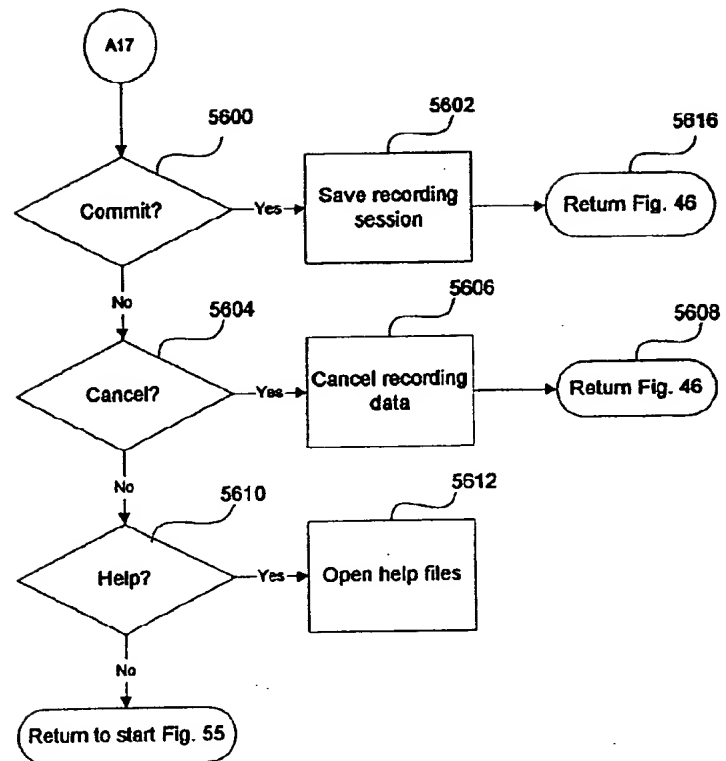 A17
5600
5602
5616
Commit?
Yes
Save recording
session
Return Fig. 46
No
5604
5606
5608
Cancel?
Yes
Cancel recording
data
Return Fig. 46
No
5610
5612
Help?
Yes
Open help files
No
Return to start Fig. 55